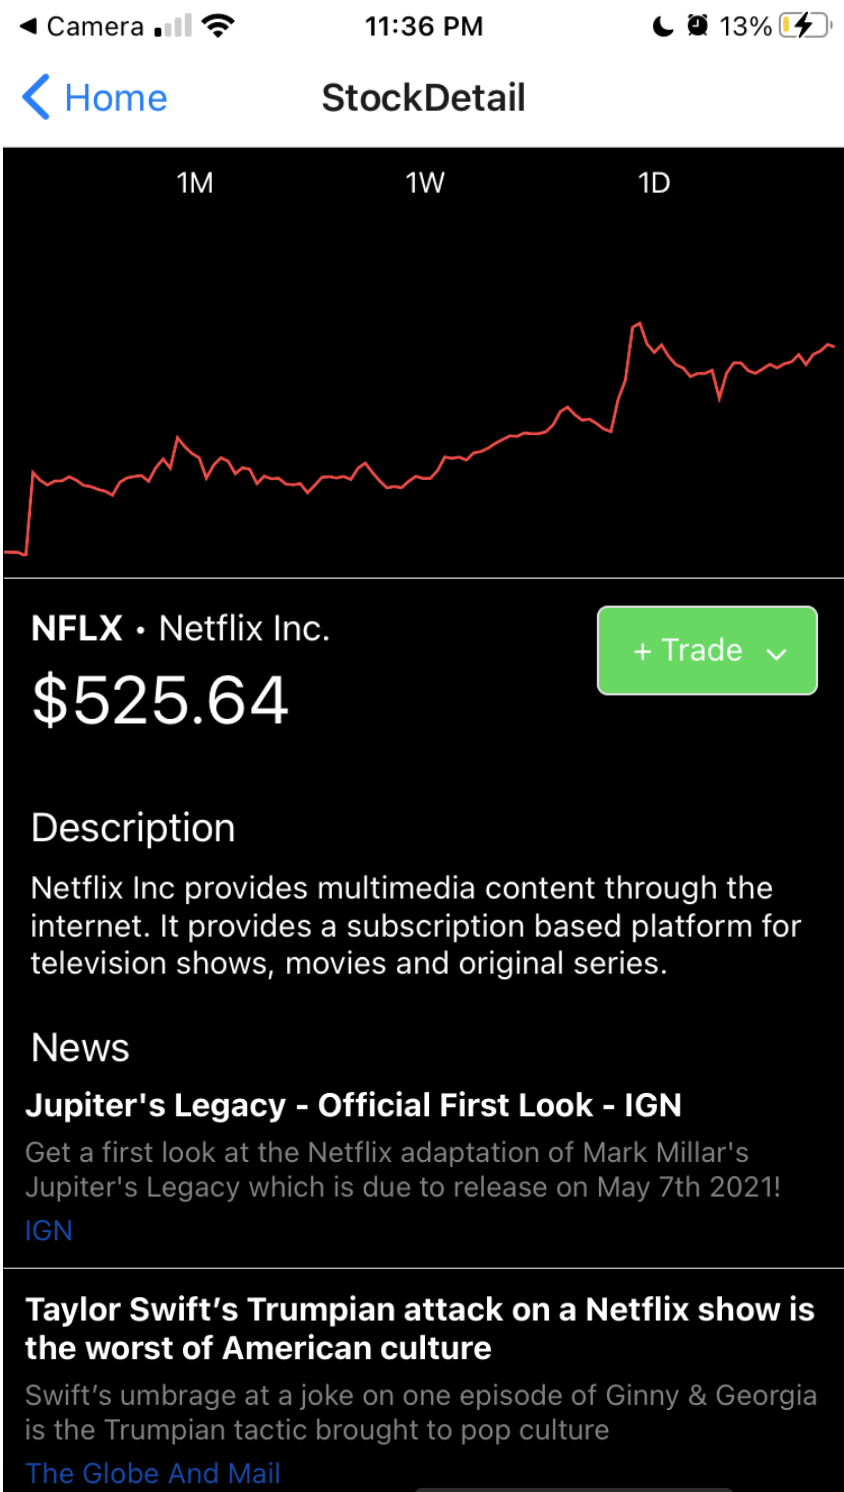 Camera
11:36 PM
13%
Home
StockDetail
1M
1W
1D
NFLX • Netflix Inc.
$525.64
+ Trade
Description
Netflix Inc provides multimedia content through the
internet. It provides a subscription based platform for
television shows, movies and original series.
News
Jupiter's Legacy - Official First Look - IGN
Get a first look at the Netflix adaptation of Mark Millar's
Jupiter's Legacy which is due to release on May 7th 2021!
IGN
Taylor Swift’s Trumpian attack on a Netflix show is
the worst of American culture
Swift’s umbrage at a joke on one episode of Ginny & Georgia
is the Trumpian tactic brought to pop culture
The Globe And Mail